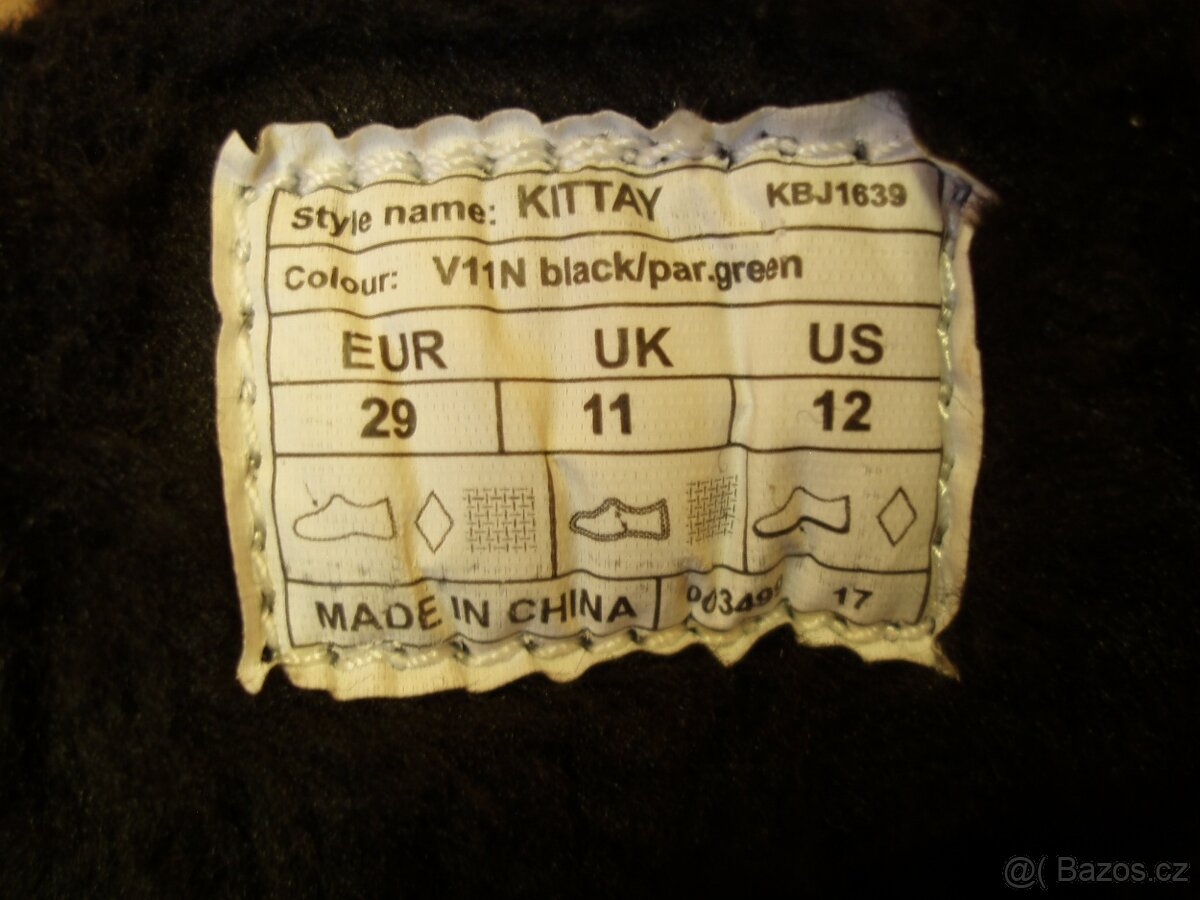 Style name: KITTAY KBJ1639
Colour: V11N black/par.green
EUR UK US
29 11 12
MADE IN CHINA 17
@( Bazos.cz